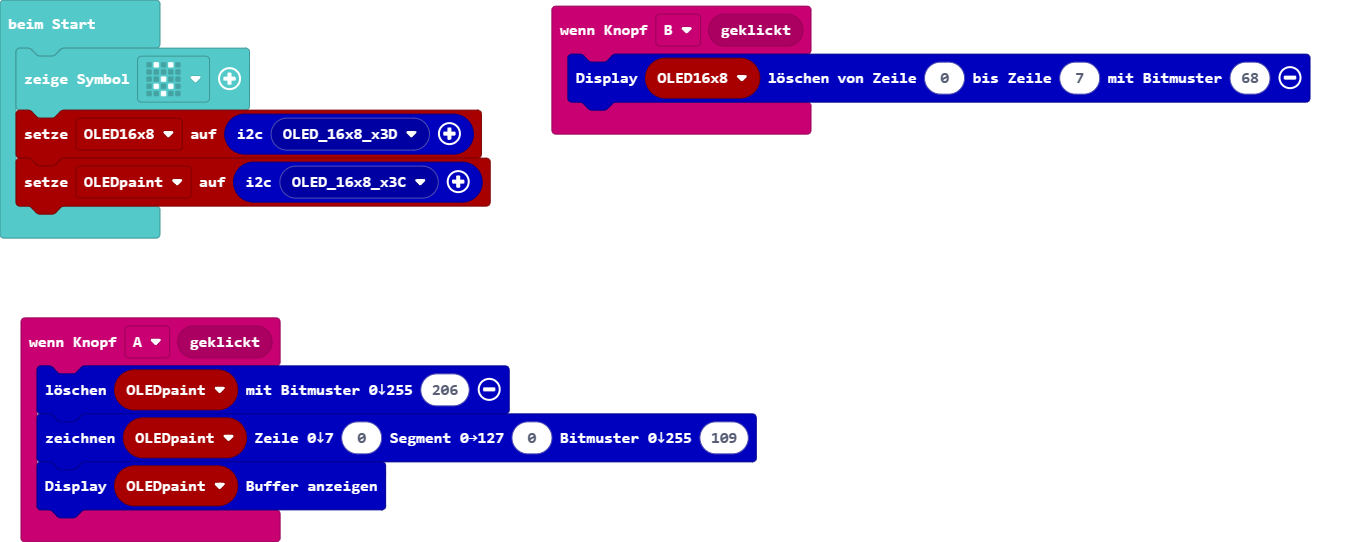 beim Start
zeige Symbol
setze OLED16x8 auf i2c OLED_16x8_x3D
setze OLEDpaint auf i2c OLED_16x8_x3C
wenn Knopf B geklickt
Display OLED16x8 löschen von Zeile 0 bis Zeile 7 mit Bitmuster 68
wenn Knopf A geklickt
löschen OLEDpaint mit Bitmuster 0↓255 206
zeichnen OLEDpaint Zeile 0↓7 0 Segment 0→127 0 Bitmuster 0↓255 109
Display OLEDpaint Buffer anzeigen